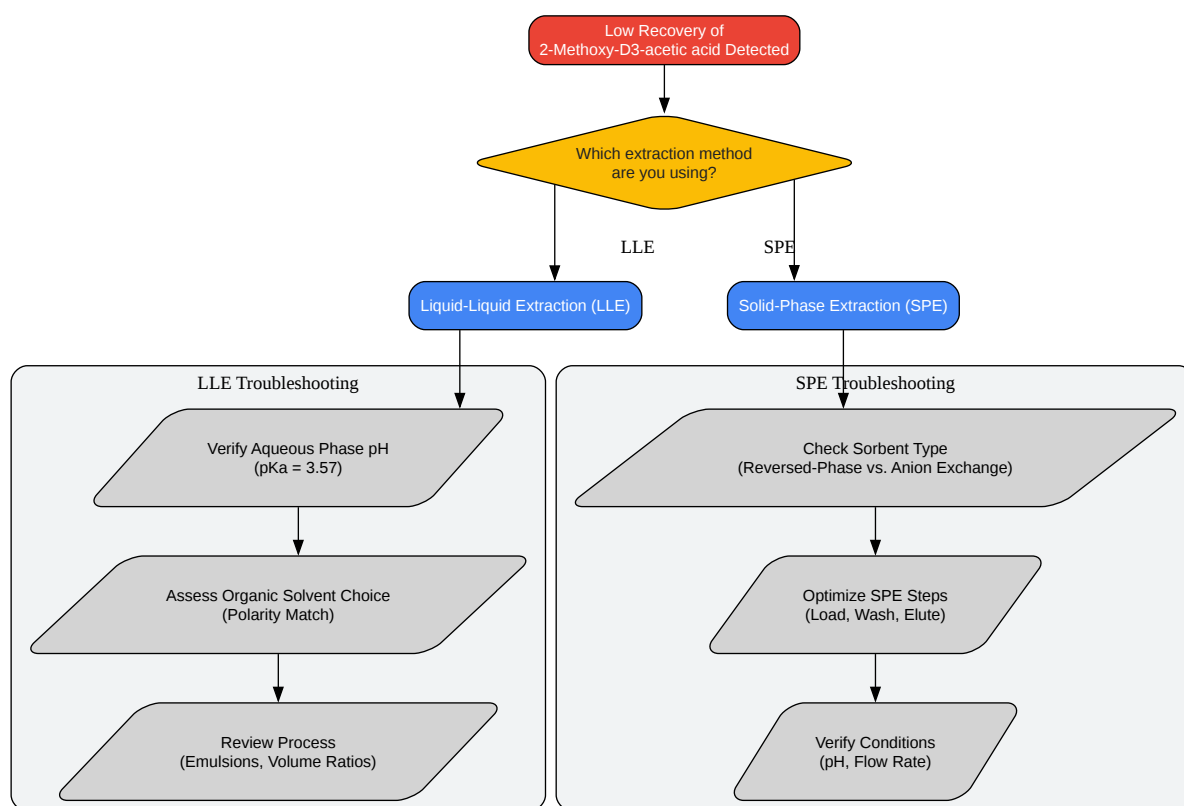 Low Recovery of
2-Methoxy-D3-acetic acid Detected
Which extraction method
are you using?
LLE
SPE
Liquid-Liquid Extraction (LLE)
Solid-Phase Extraction (SPE)
LLE Troubleshooting
Verify Aqueous Phase pH
(pKa = 3.57)
Assess Organic Solvent Choice
(Polarity Match)
Review Process
(Emulsions, Volume Ratios)
SPE Troubleshooting
Check Sorbent Type
(Reversed-Phase vs. Anion Exchange)
Optimize SPE Steps
(Load, Wash, Elute)
Verify Conditions
(pH, Flow Rate)